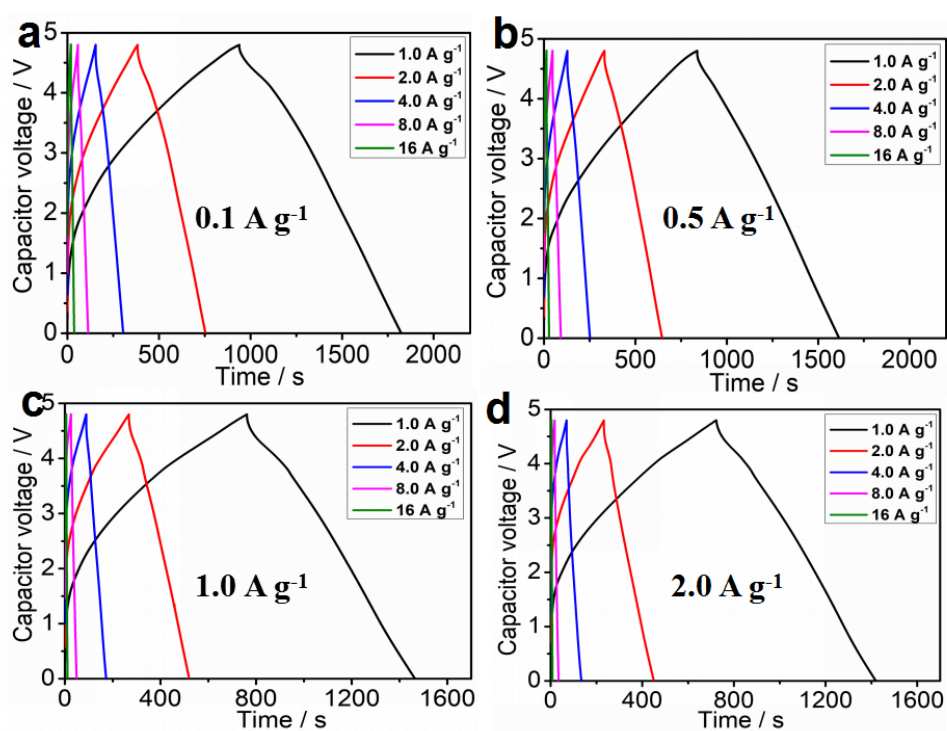 a
5
4
3
2
1
0
Capacitor voltage / V
1.0 A g-1
2.0 A g-1
4.0 A g-1
8.0 A g-1
16 A g-1
0.1 A g-1
0 500 1000 1500 2000
Time / s
b
5
4
3
2
1
0
Capacitor voltage / V
1.0 A g-1
2.0 A g-1
4.0 A g-1
8.0 A g-1
16 A g-1
0.5 A g-1
0 500 1000 1500 2000
Time / s
c
5
4
3
2
1
0
Capacitor voltage / V
1.0 A g-1
2.0 A g-1
4.0 A g-1
8.0 A g-1
16 A g-1
1.0 A g-1
0 400 800 1200 1600
Time / s
d
5
4
3
2
1
0
Capacitor voltage / V
1.0 A g-1
2.0 A g-1
4.0 A g-1
8.0 A g-1
16 A g-1
2.0 A g-1
0 400 800 1200 1600
Time / s